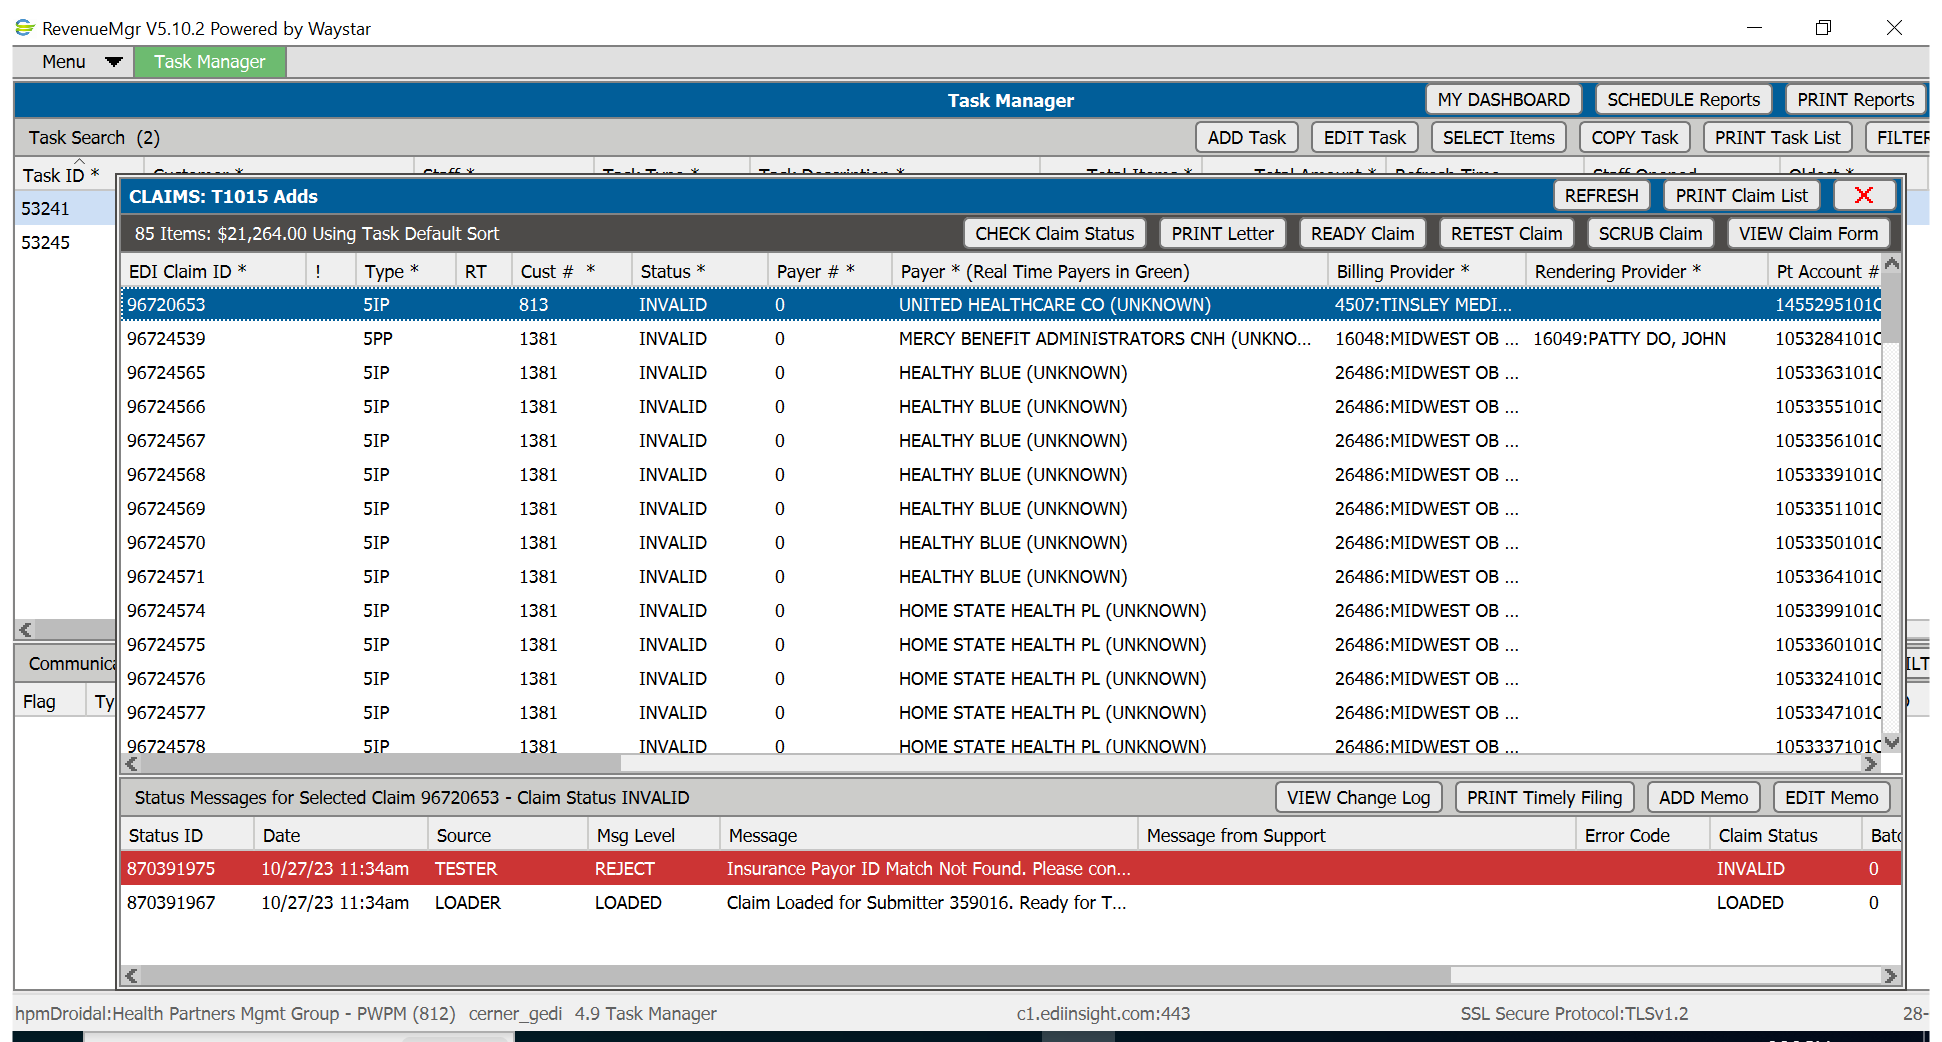 RevenueMgr V5.10.2 Powered by Waystar
Menu Task Manager
Task Manager MY DASHBOARD SCHEDULE Reports PRINT Reports
Task Search (2) ADD Task EDIT Task SELECT Items COPY Task PRINT Task List FILTER
Task ID * Customer * Staff * Task Type * Task Description * Total Items * Total Amount * Refresh Time Staff Opened Oldest *
53241
53245
CLAIMS: T1015 Adds REFRESH PRINT Claim List X
85 Items: $21,264.00 Using Task Default Sort CHECK Claim Status PRINT Letter READY Claim RETEST Claim SCRUB Claim VIEW Claim Form
EDI Claim ID * ! Type * RT Cust # * Status * Payer # * Payer * (Real Time Payers in Green) Billing Provider * Rendering Provider * Pt Account #
96720653 5IP 813 INVALID 0 UNITED HEALTHCARE CO (UNKNOWN) 4507:TINSLEY MEDI... 1455295101C
96724539 5PP 1381 INVALID 0 MERCY BENEFIT ADMINISTRATORS CNH (UNKNO... 16048:MIDWEST OB ... 16049:PATTY DO, JOHN 1053284101C
96724565 5IP 1381 INVALID 0 HEALTHY BLUE (UNKNOWN) 26486:MIDWEST OB ... 1053363101C
96724566 5IP 1381 INVALID 0 HEALTHY BLUE (UNKNOWN) 26486:MIDWEST OB ... 1053355101C
96724567 5IP 1381 INVALID 0 HEALTHY BLUE (UNKNOWN) 26486:MIDWEST OB ... 1053356101C
96724568 5IP 1381 INVALID 0 HEALTHY BLUE (UNKNOWN) 26486:MIDWEST OB ... 1053339101C
96724569 5IP 1381 INVALID 0 HEALTHY BLUE (UNKNOWN) 26486:MIDWEST OB ... 1053351101C
96724570 5IP 1381 INVALID 0 HEALTHY BLUE (UNKNOWN) 26486:MIDWEST OB ... 1053350101C
96724571 5IP 1381 INVALID 0 HEALTHY BLUE (UNKNOWN) 26486:MIDWEST OB ... 1053364101C
96724574 5IP 1381 INVALID 0 HOME STATE HEALTH PL (UNKNOWN) 26486:MIDWEST OB ... 1053399101C
96724575 5IP 1381 INVALID 0 HOME STATE HEALTH PL (UNKNOWN) 26486:MIDWEST OB ... 1053360101C
96724576 5IP 1381 INVALID 0 HOME STATE HEALTH PL (UNKNOWN) 26486:MIDWEST OB ... 1053324101C
96724577 5IP 1381 INVALID 0 HOME STATE HEALTH PL (UNKNOWN) 26486:MIDWEST OB ... 1053347101C
96724578 5IP 1381 INVALID 0 HOME STATE HEALTH PL (UNKNOWN) 26486:MIDWEST OB ... 1053337101C
Communica ILT
Flag Ty
Status Messages for Selected Claim 96720653 - Claim Status INVALID VIEW Change Log PRINT Timely Filing ADD Memo EDIT Memo
Status ID Date Source Msg Level Message Message from Support Error Code Claim Status Batc
870391975 10/27/23 11:34am TESTER REJECT Insurance Payor ID Match Not Found. Please con... INVALID 0
870391967 10/27/23 11:34am LOADER LOADED Claim Loaded for Submitter 359016. Ready for T... LOADED 0
hpmDroidal:Health Partners Mgmt Group - PWPM (812) cerner_gedi 4.9 Task Manager c1.ediinsight.com:443 SSL Secure Protocol:TLSv1.2 28-